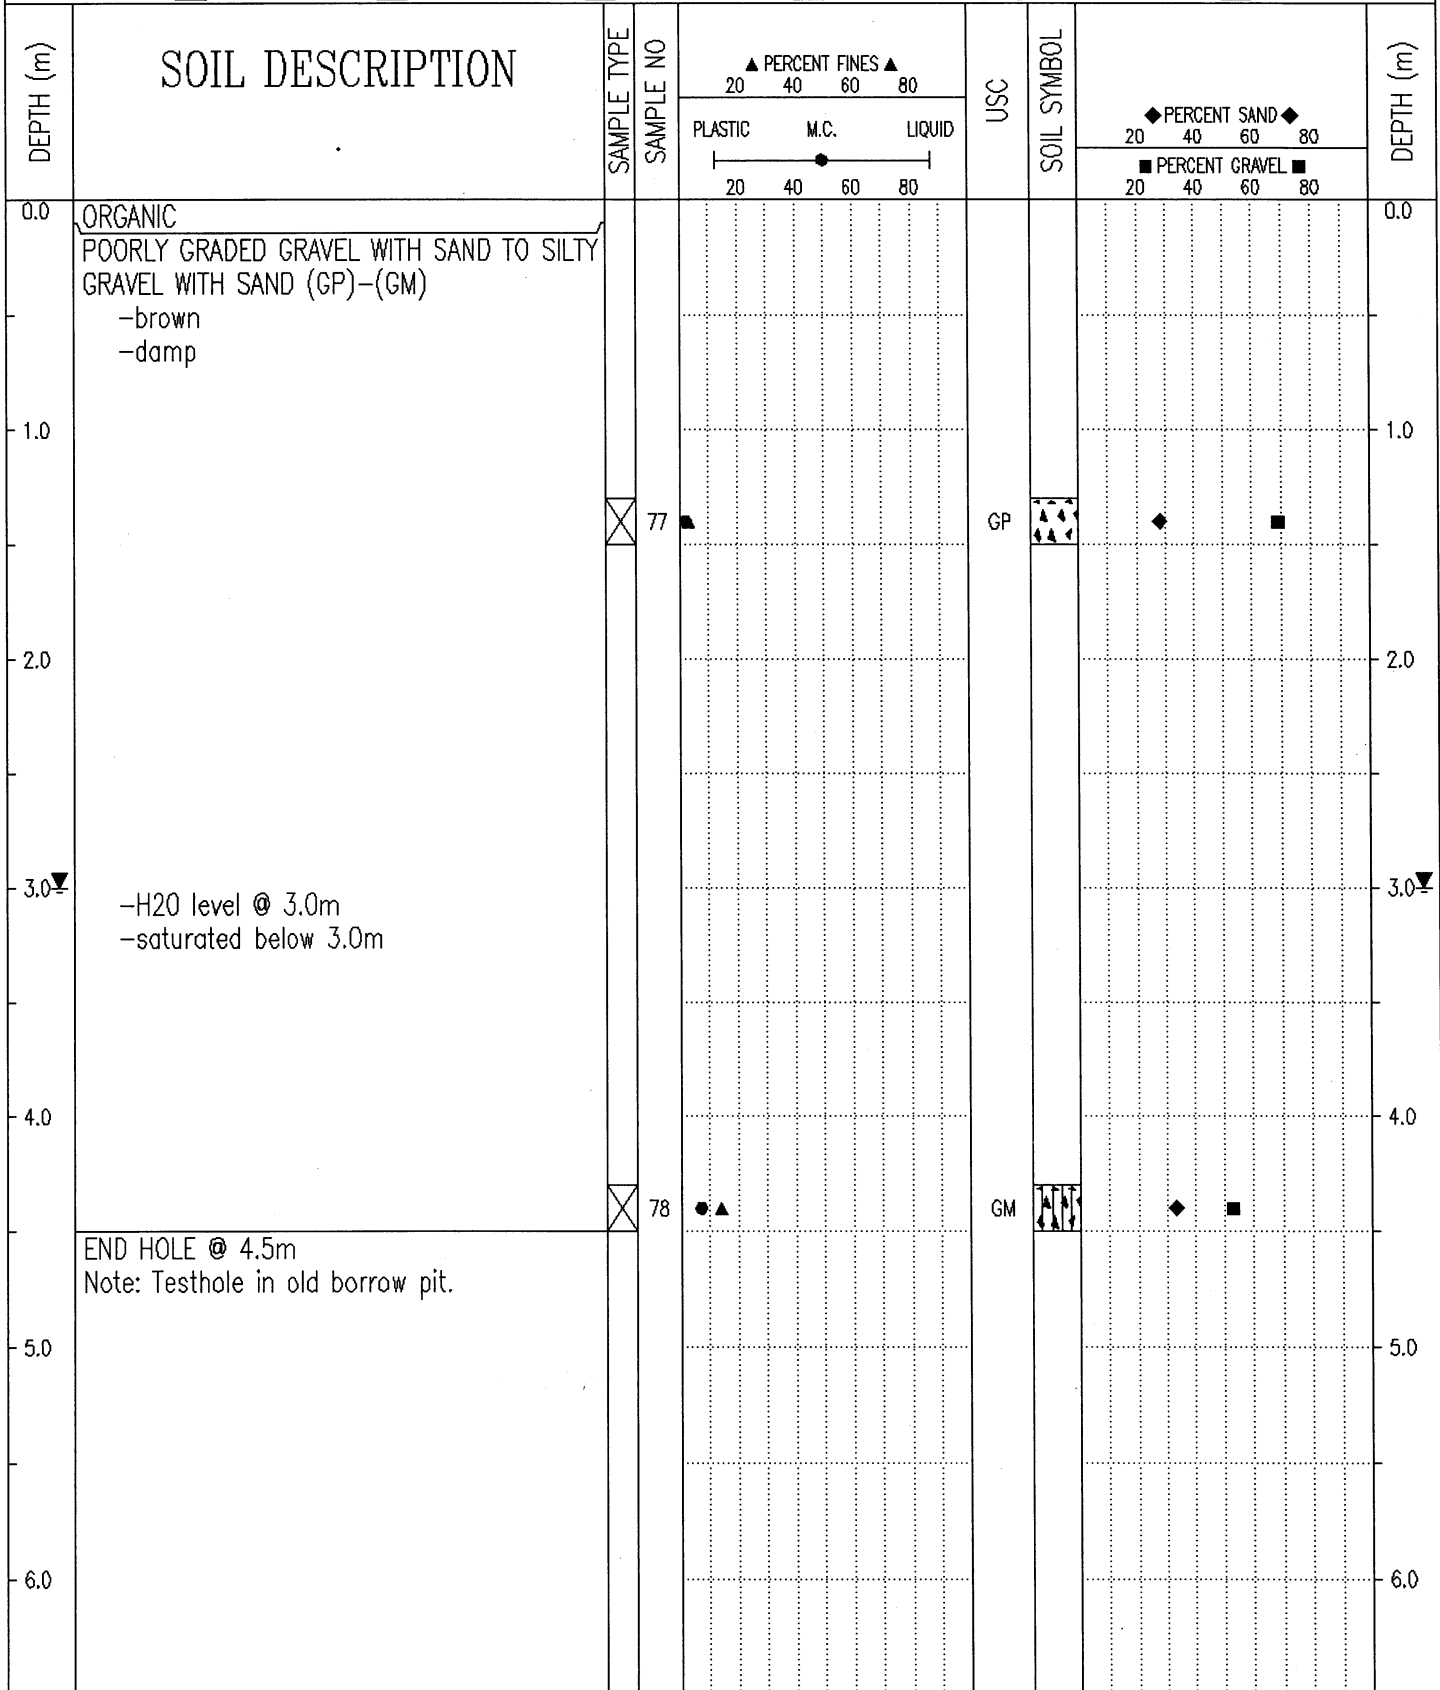 DEPTH (m)
SOIL DESCRIPTION
SAMPLE TYPE
SAMPLE NO
▲ PERCENT FINES ▲
20 40 60 80
PLASTIC M.C. LIQUID
20 40 60 80
USC
SOIL SYMBOL
◆ PERCENT SAND ◆
20 40 60 80
■ PERCENT GRAVEL ■
20 40 60 80
DEPTH (m)
0.0 ORGANIC 0.0
POORLY GRADED GRAVEL WITH SAND TO SILTY
GRAVEL WITH SAND (GP)-(GM)
-brown
-damp
1.0 1.0
77 GP
2.0 2.0
3.0 3.0
-H20 level @ 3.0m
-saturated below 3.0m
4.0 4.0
78 GM
END HOLE @ 4.5m
Note: Testhole in old borrow pit.
5.0 5.0
6.0 6.0